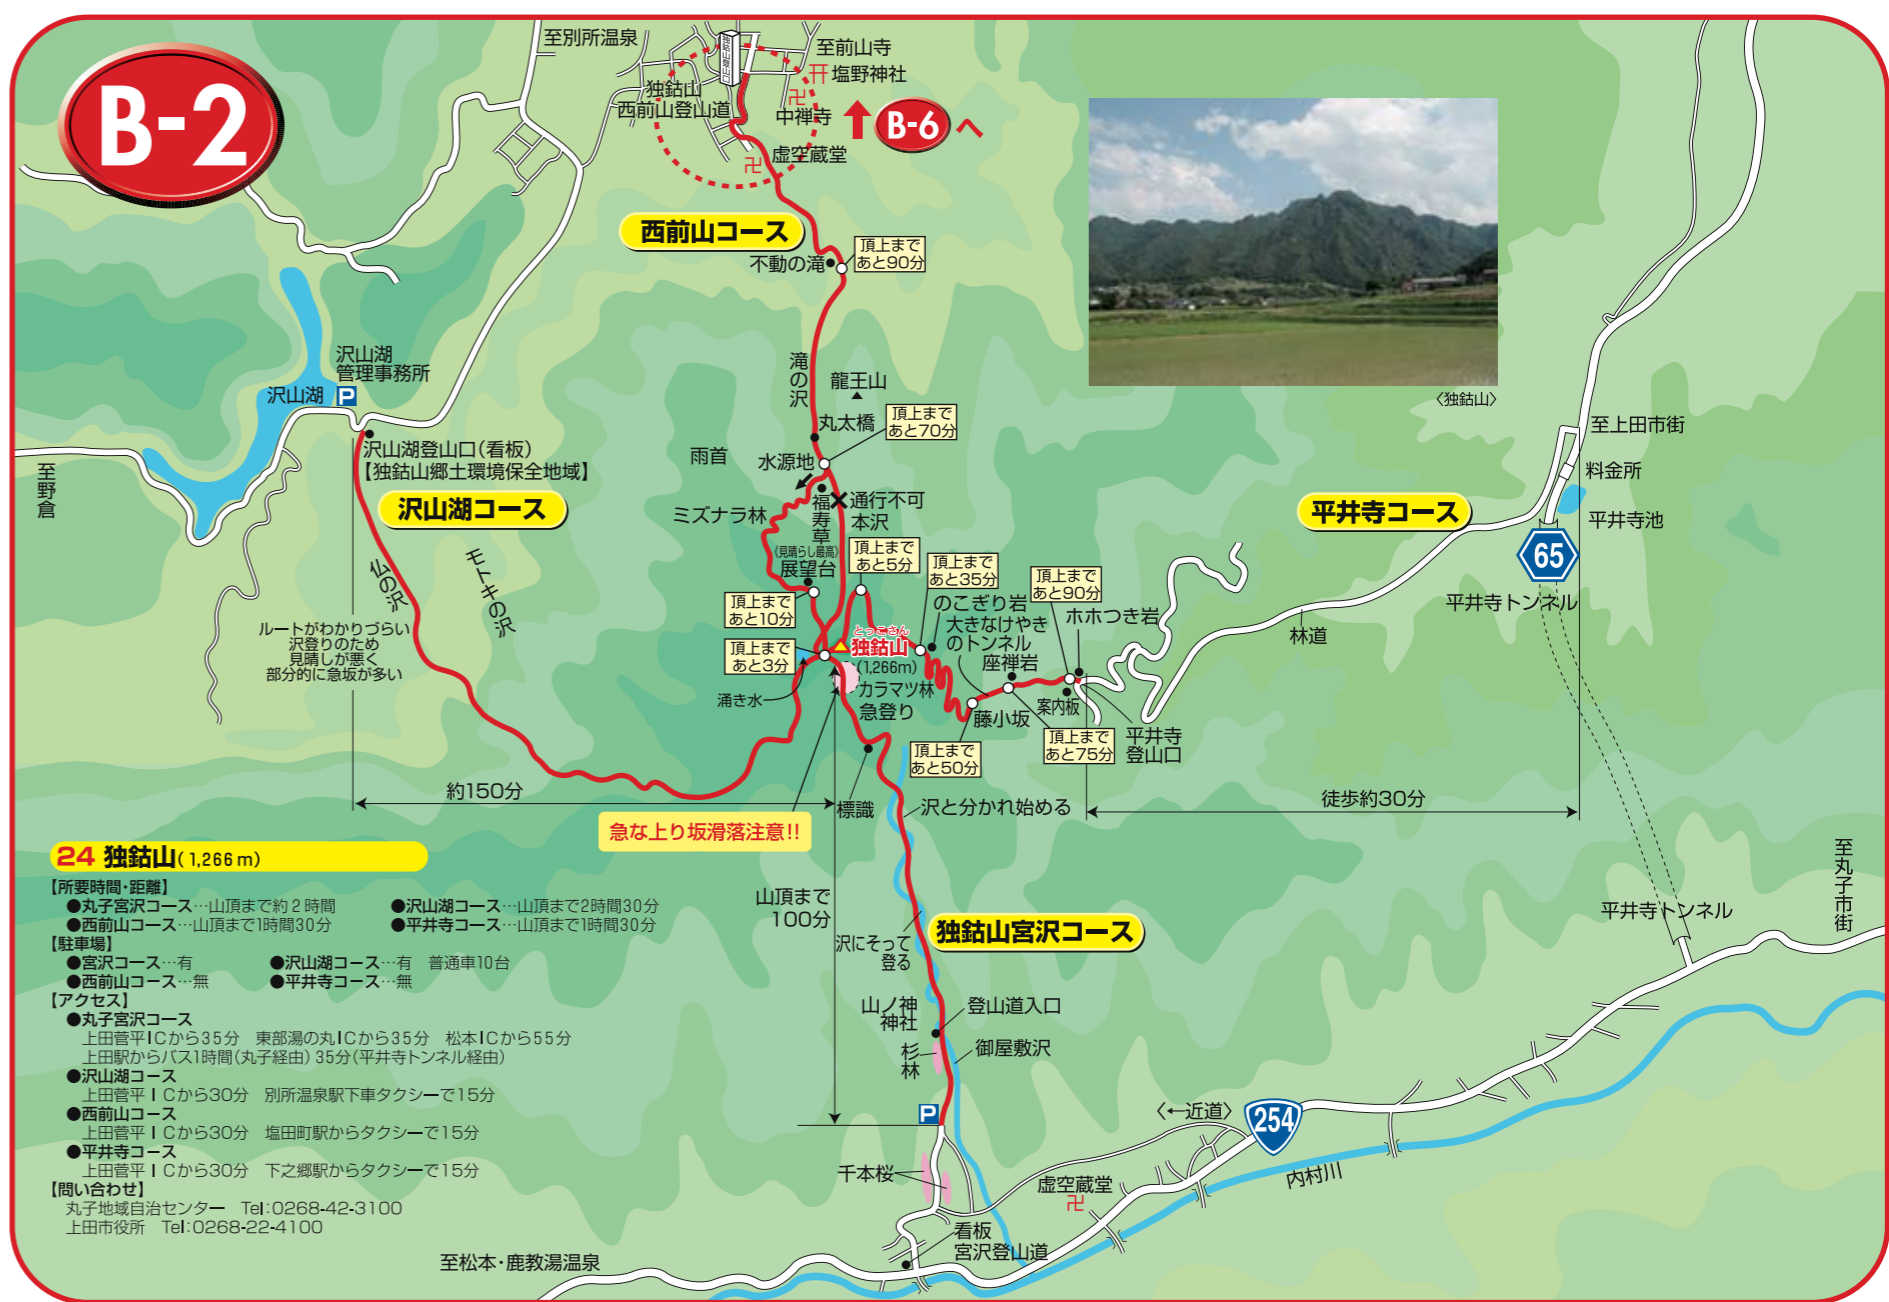 B-2
至別所温泉
独鈷山登山口
至前山寺
塩野神社
独鈷山
西前山登山道
中禅寺
B-6 へ
虚空蔵堂
西前山コース
頂上まで
あと90分
不動の滝
〈独鈷山〉
沢山湖
管理事務所
沢山湖
P
滝の沢
龍王山
頂上まで
あと70分
丸太橋
至上田市街
沢山湖登山口(看板)
【独鈷山郷土環境保全地域】
雨首
水源地
料金所
至野倉
沢山湖コース
福寿草
通行不可
本沢
ミズナラ林
平井寺コース
平井寺池
65
〈見晴らし最高〉
展望台
頂上まで
あと5分
頂上まで
あと35分
頂上まで
あと90分
仏の沢
モトキの沢
頂上まで
あと10分
のこぎり岩
大きなけやき
のトンネル
ホホつき岩
平井寺トンネル
林道
ルートがわかりづらい
沢登りのため
見晴しが悪く
部分的に急坂が多い
頂上まで
あと3分
とっこさん
独鈷山
(1,266m)
座禅岩
湧き水
カラマツ林
急登り
案内板
藤小坂
平井寺
登山口
頂上まで
あと50分
頂上まで
あと75分
約150分
標識
沢と分かれ始める
徒歩約30分
急な上り坂滑落注意!!
至丸子市街
24 独鈷山(1,266m)
【所要時間・距離】
●丸子宮沢コース…山頂まで約2時間 ●沢山湖コース…山頂まで2時間30分
●西前山コース…山頂まで1時間30分 ●平井寺コース…山頂まで1時間30分
【駐車場】
●宮沢コース…有 ●沢山湖コース…有 普通車10台
●西前山コース…無 ●平井寺コース…無
【アクセス】
●丸子宮沢コース
上田菅平ICから35分 東部湯の丸ICから35分 松本ICから55分
上田駅からバス1時間(丸子経由)35分(平井寺トンネル経由)
●沢山湖コース
上田菅平ICから30分 別所温泉駅下車タクシーで15分
●西前山コース
上田菅平ICから30分 塩田町駅からタクシーで15分
●平井寺コース
上田菅平ICから30分 下之郷駅からタクシーで15分
【問い合わせ】
丸子地域自治センター Tel:0268-42-3100
上田市役所 Tel:0268-22-4100
山頂まで
100分
独鈷山宮沢コース
平井寺トンネル
沢にそって
登る
山ノ神
神社
登山道入口
杉林
御屋敷沢
P
〈←近道〉
254
千本桜
虚空蔵堂
内村川
看板
宮沢登山道
至松本・鹿教湯温泉